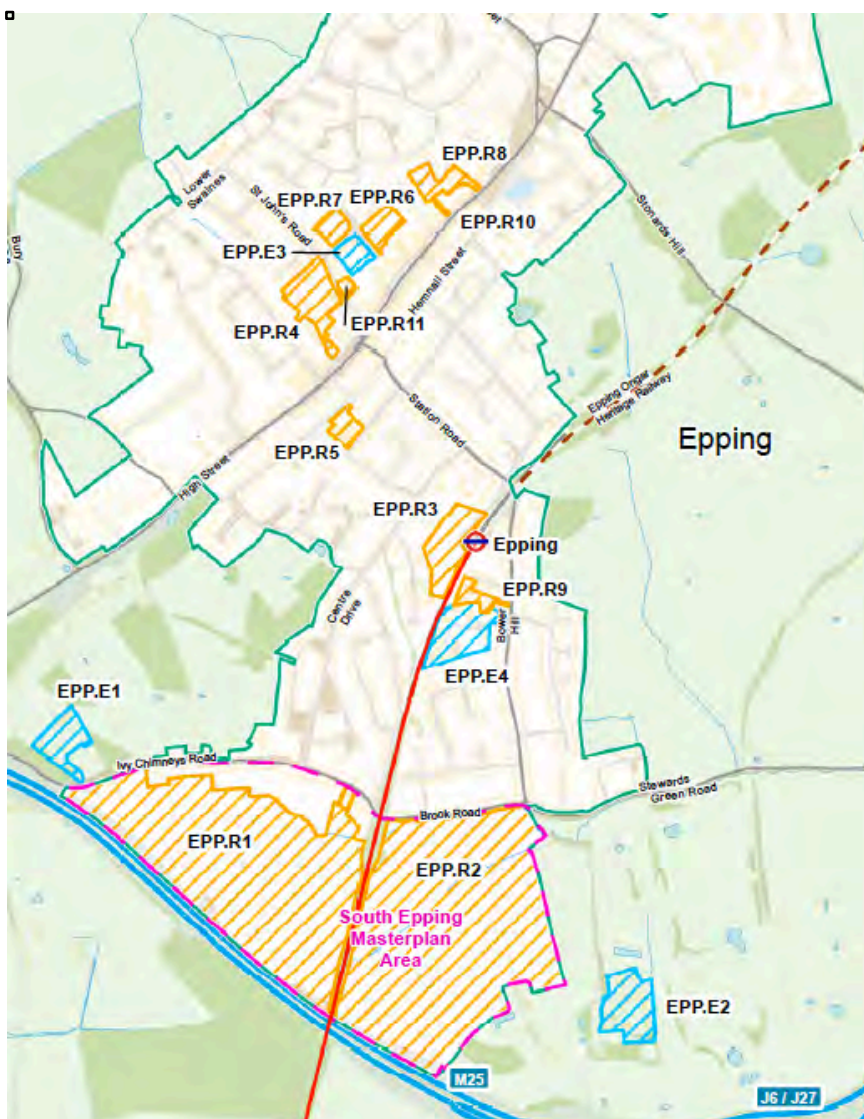 EPP.R8
Lower
Swaines
St John's Road
EPP.R7
EPP.R6
EPP.R10
Stonards Hill
Bury
EPP.E3
Hemnall Street
EPP.R4
EPP.R11
Epping Ongar
Heritage Railway
Station Road
Epping
EPP.R5
High Street
EPP.R3
Epping
EPP.R9
Centre
Drive
Bower
Hill
EPP.E4
EPP.E1
Ivy Chimneys Road
Stewards
Green Road
Brook Road
EPP.R1
EPP.R2
South Epping
Masterplan
Area
EPP.E2
M25
J6 / J27